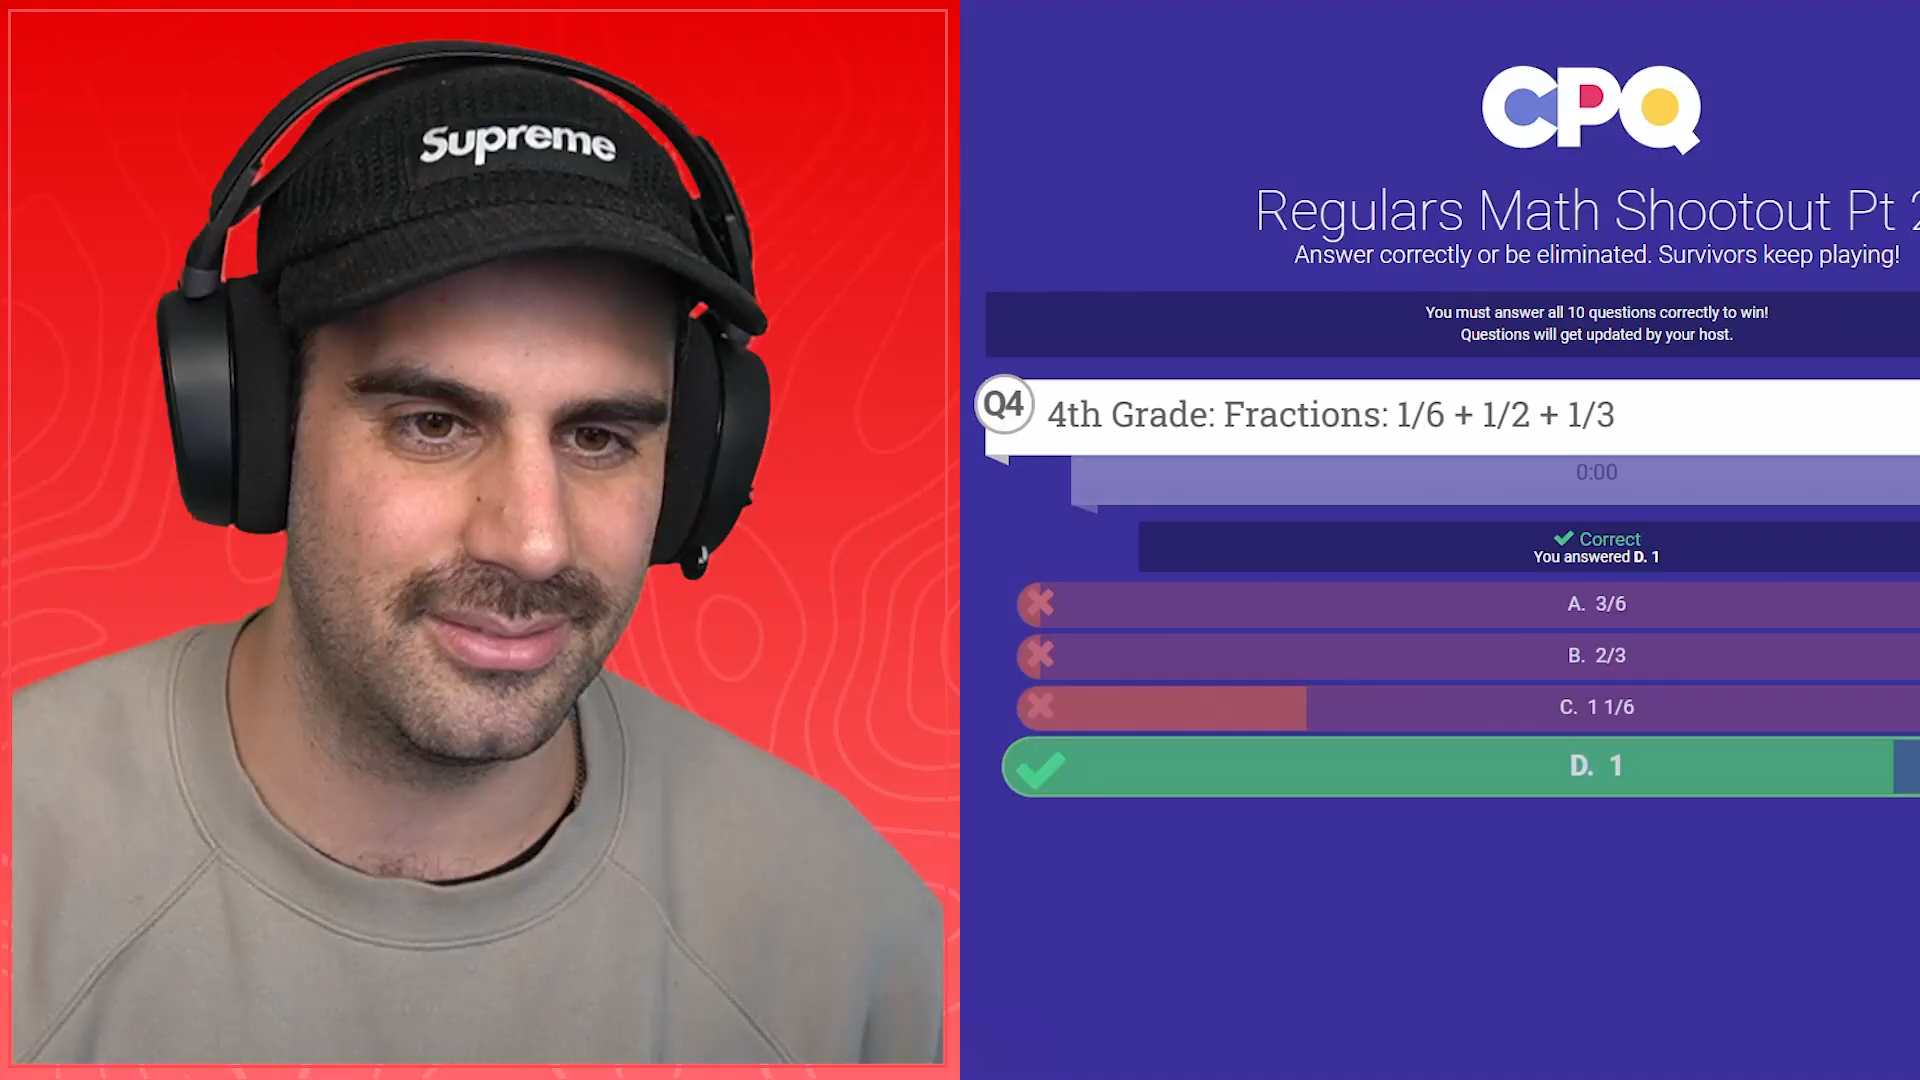 Supreme
CPQ
Regulars Math Shootout Pt 2
Answer correctly or be eliminated. Survivors keep playing!
You must answer all 10 questions correctly to win!
Questions will get updated by your host.
Q4 4th Grade: Fractions: 1/6 + 1/2 + 1/3
0:00
Correct
You answered D. 1
A. 3/6
B. 2/3
C. 1 1/6
D. 1